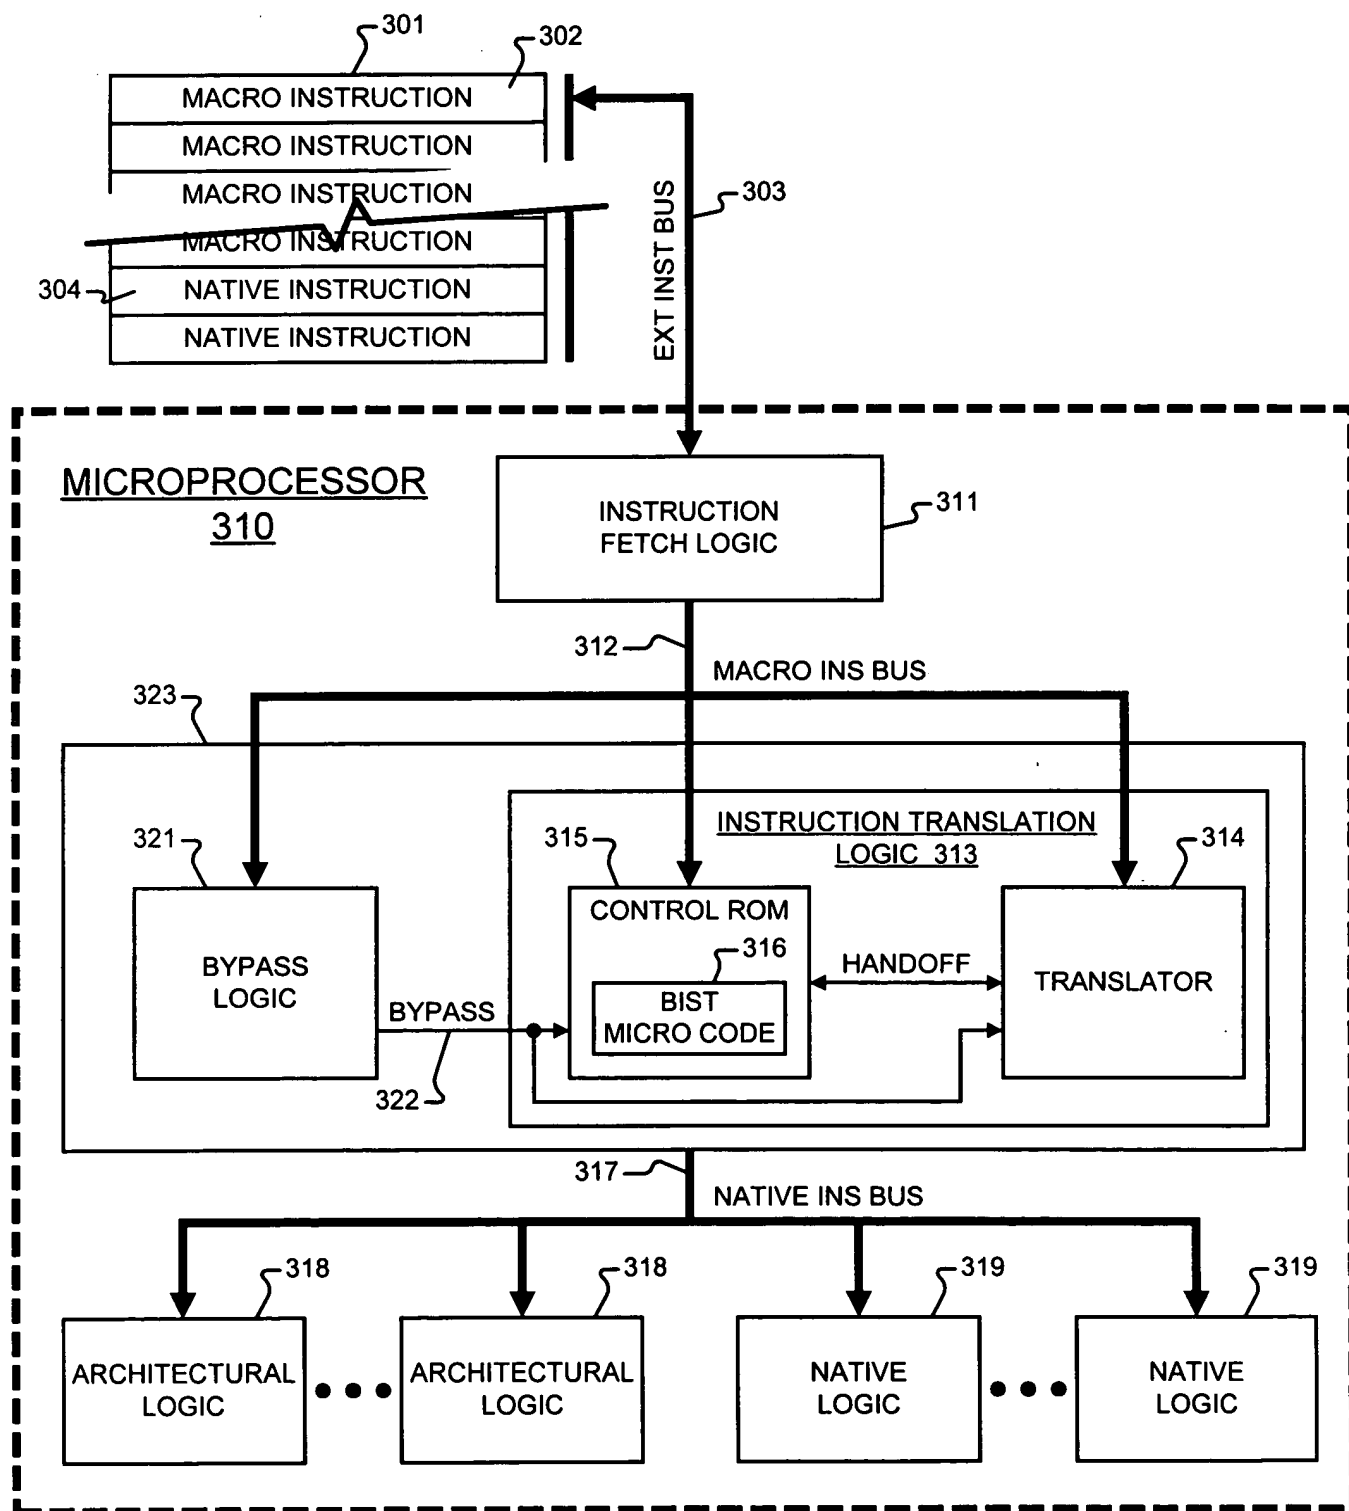 301
302
MACRO INSTRUCTION
MACRO INSTRUCTION
MACRO INSTRUCTION
MACRO INSTRUCTION
304
NATIVE INSTRUCTION
NATIVE INSTRUCTION
EXT INST BUS
303
MICROPROCESSOR
310
INSTRUCTION
FETCH LOGIC
311
312
MACRO INS BUS
323
INSTRUCTION TRANSLATION
LOGIC 313
321
315
314
BYPASS
LOGIC
CONTROL ROM
316
BIST
MICRO CODE
HANDOFF
TRANSLATOR
BYPASS
322
317
NATIVE INS BUS
318
318
319
319
ARCHITECTURAL
LOGIC
ARCHITECTURAL
LOGIC
NATIVE
LOGIC
NATIVE
LOGIC